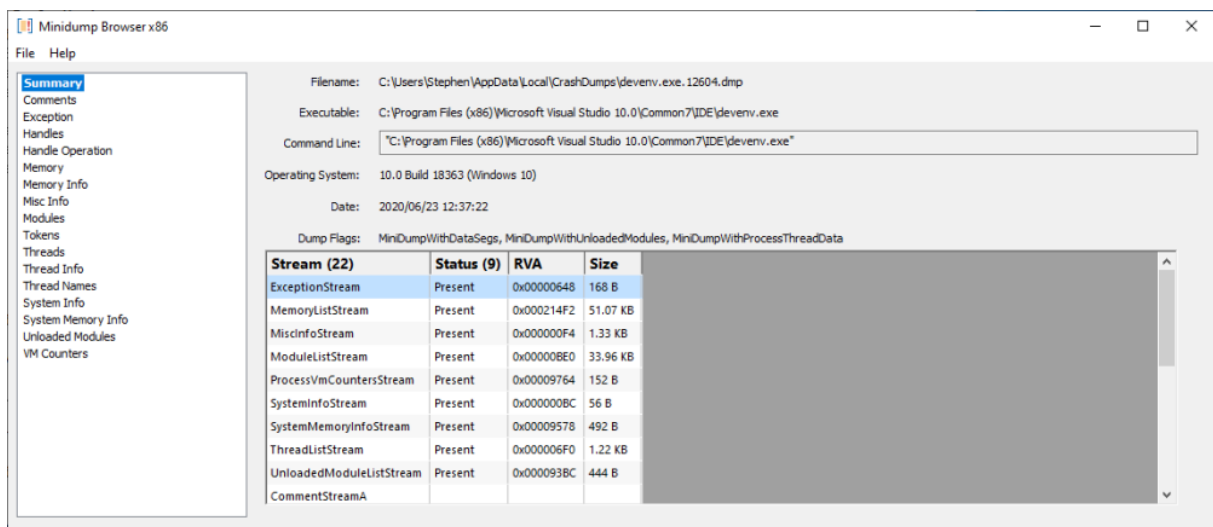 Minidump Browser x86
File Help
Summary
Comments
Exception
Handles
Handle Operation
Memory
Memory Info
Misc Info
Modules
Tokens
Threads
Thread Info
Thread Names
System Info
System Memory Info
Unloaded Modules
VM Counters
Filename: C:\Users\Stephen\AppData\Local\CrashDumps\devenv.exe.12604.dmp
Executable: C:\Program Files (x86)\Microsoft Visual Studio 10.0\Common7\IDE\devenv.exe
Command Line: "C:\Program Files (x86)\Microsoft Visual Studio 10.0\Common7\IDE\devenv.exe"
Operating System: 10.0 Build 18363 (Windows 10)
Date: 2020/06/23 12:37:22
Dump Flags: MiniDumpWithDataSegs, MiniDumpWithUnloadedModules, MiniDumpWithProcessThreadData
Stream (22) Status (9) RVA Size
ExceptionStream Present 0x00000648 168 B
MemoryListStream Present 0x000214F2 51.07 KB
MiscInfoStream Present 0x000000F4 1.33 KB
ModuleListStream Present 0x00000BE0 33.96 KB
ProcessVmCountersStream Present 0x00009764 152 B
SystemInfoStream Present 0x000000BC 56 B
SystemMemoryInfoStream Present 0x00009578 492 B
ThreadListStream Present 0x000006F0 1.22 KB
UnloadedModuleListStream Present 0x000093BC 444 B
CommentStreamA